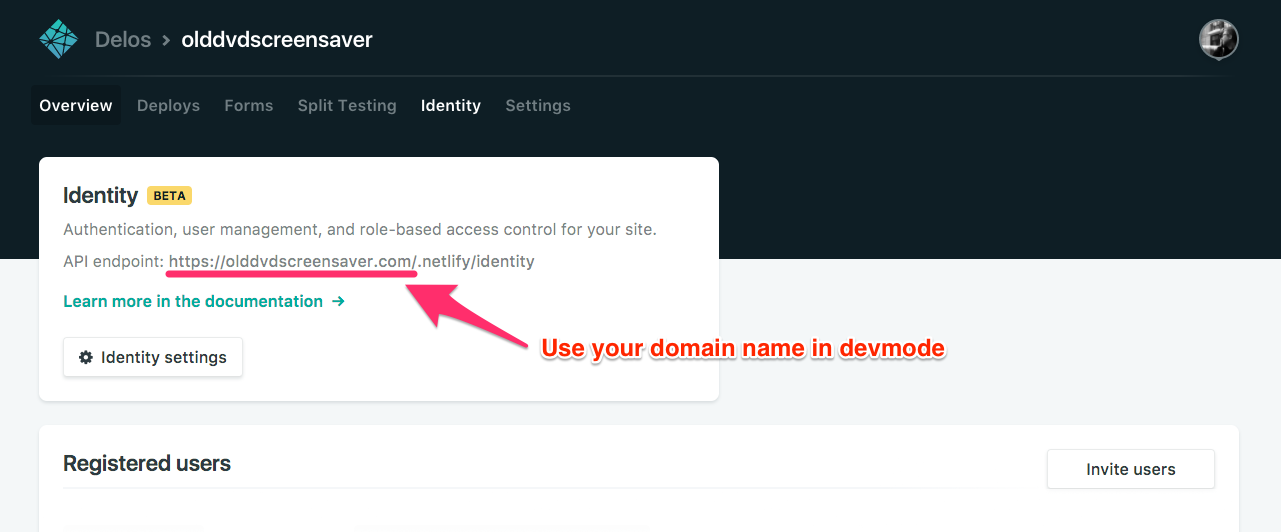 Delos > olddvdscreensaver
Overview Deploys Forms Split Testing Identity Settings
Identity BETA
Authentication, user management, and role-based access control for your site.
API endpoint: https://olddvdscreensaver.com/.netlify/identity
Learn more in the documentation →
Identity settings
Use your domain name in devmode
Registered users
Invite users